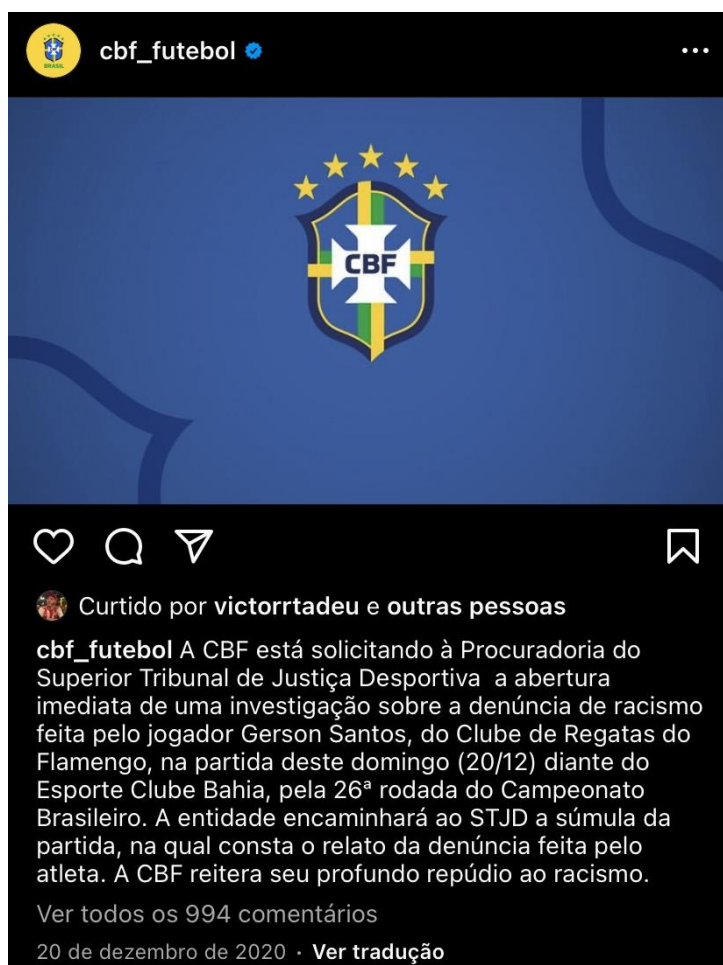 cbf_futebol
BRASIL
CBF
Curtido por victorrtadeu e outras pessoas
cbf_futebol A CBF está solicitando à Procuradoria do
Superior Tribunal de Justiça Desportiva  a abertura
imediata de uma investigação sobre a denúncia de racismo
feita pelo jogador Gerson Santos, do Clube de Regatas do
Flamengo, na partida deste domingo (20/12) diante do
Esporte Clube Bahia, pela 26ª rodada do Campeonato
Brasileiro. A entidade encaminhará ao STJD a súmula da
partida, na qual consta o relato da denúncia feita pelo
atleta. A CBF reitera seu profundo repúdio ao racismo.
Ver todos os 994 comentários
20 de dezembro de 2020 · Ver tradução